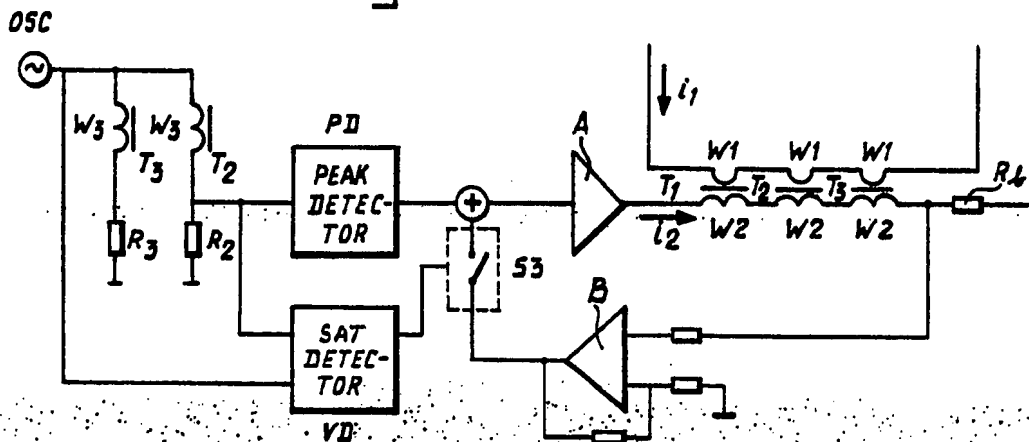 OSC
i1
W3
W3
T3
T2
PD
PEAK
DETEC-
TOR
A
W1
W1
W1
T1
T2
T3
Rb
i2
W2
W2
W2
R3
R2
S3
B
SAT
DETEC-
TOR
VD